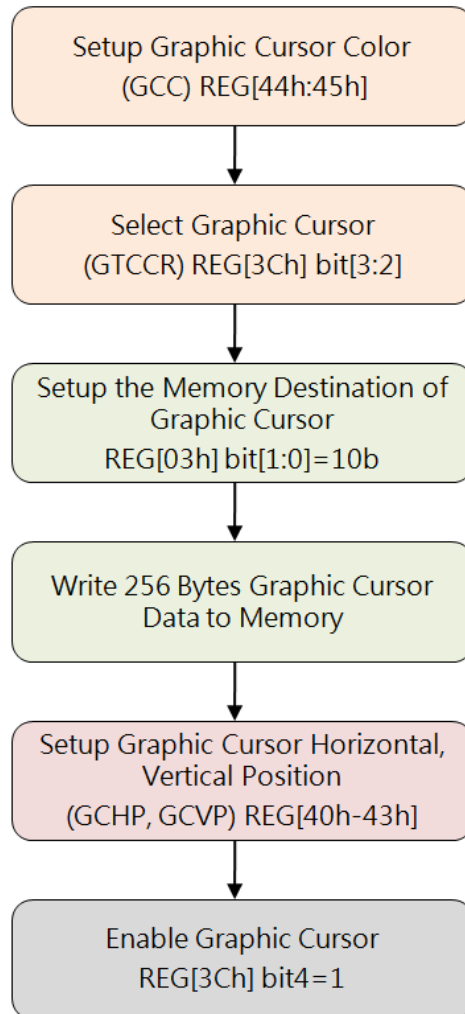 Setup Graphic Cursor Color
(GCC) REG[44h:45h]
Select Graphic Cursor
(GTCCR) REG[3Ch] bit[3:2]
Setup the Memory Destination of
Graphic Cursor
REG[03h] bit[1:0]=10b
Write 256 Bytes Graphic Cursor
Data to Memory
Setup Graphic Cursor Horizontal,
Vertical Position
(GCHP, GCVP) REG[40h-43h]
Enable Graphic Cursor
REG[3Ch] bit4=1